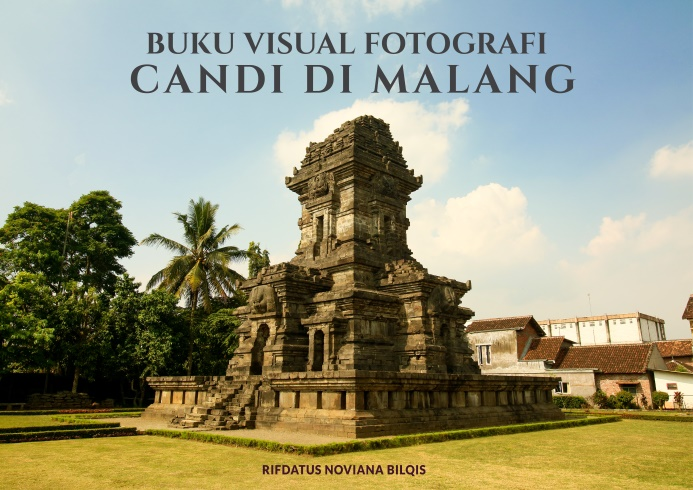 BUKU VISUAL FOTOGRAFI
CANDI DI MALANG
RIFDATUS NOVIANA BILQIS